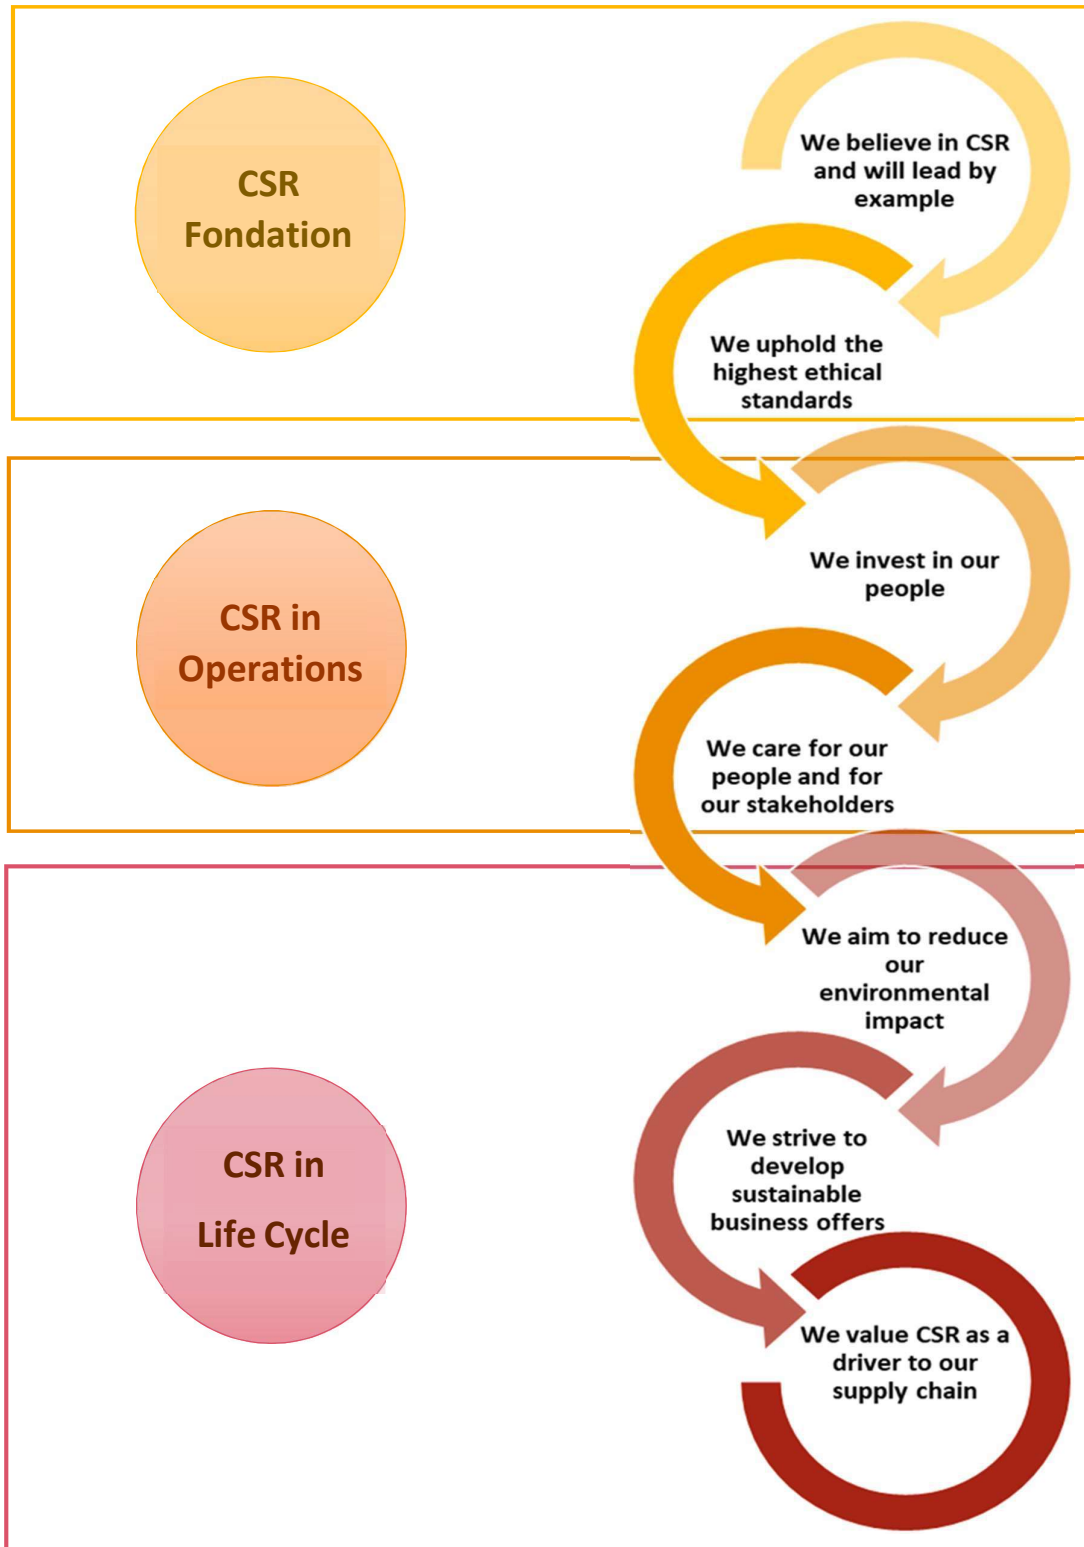 CSR
Fondation
We believe in CSR
and will lead by
example
We uphold the
highest ethical
standards
CSR in
Operations
We invest in our
people
We care for our
people and for
our stakeholders
CSR in
Life Cycle
We aim to reduce
our
environmental
impact
We strive to
develop
sustainable
business offers
We value CSR as a
driver to our
supply chain